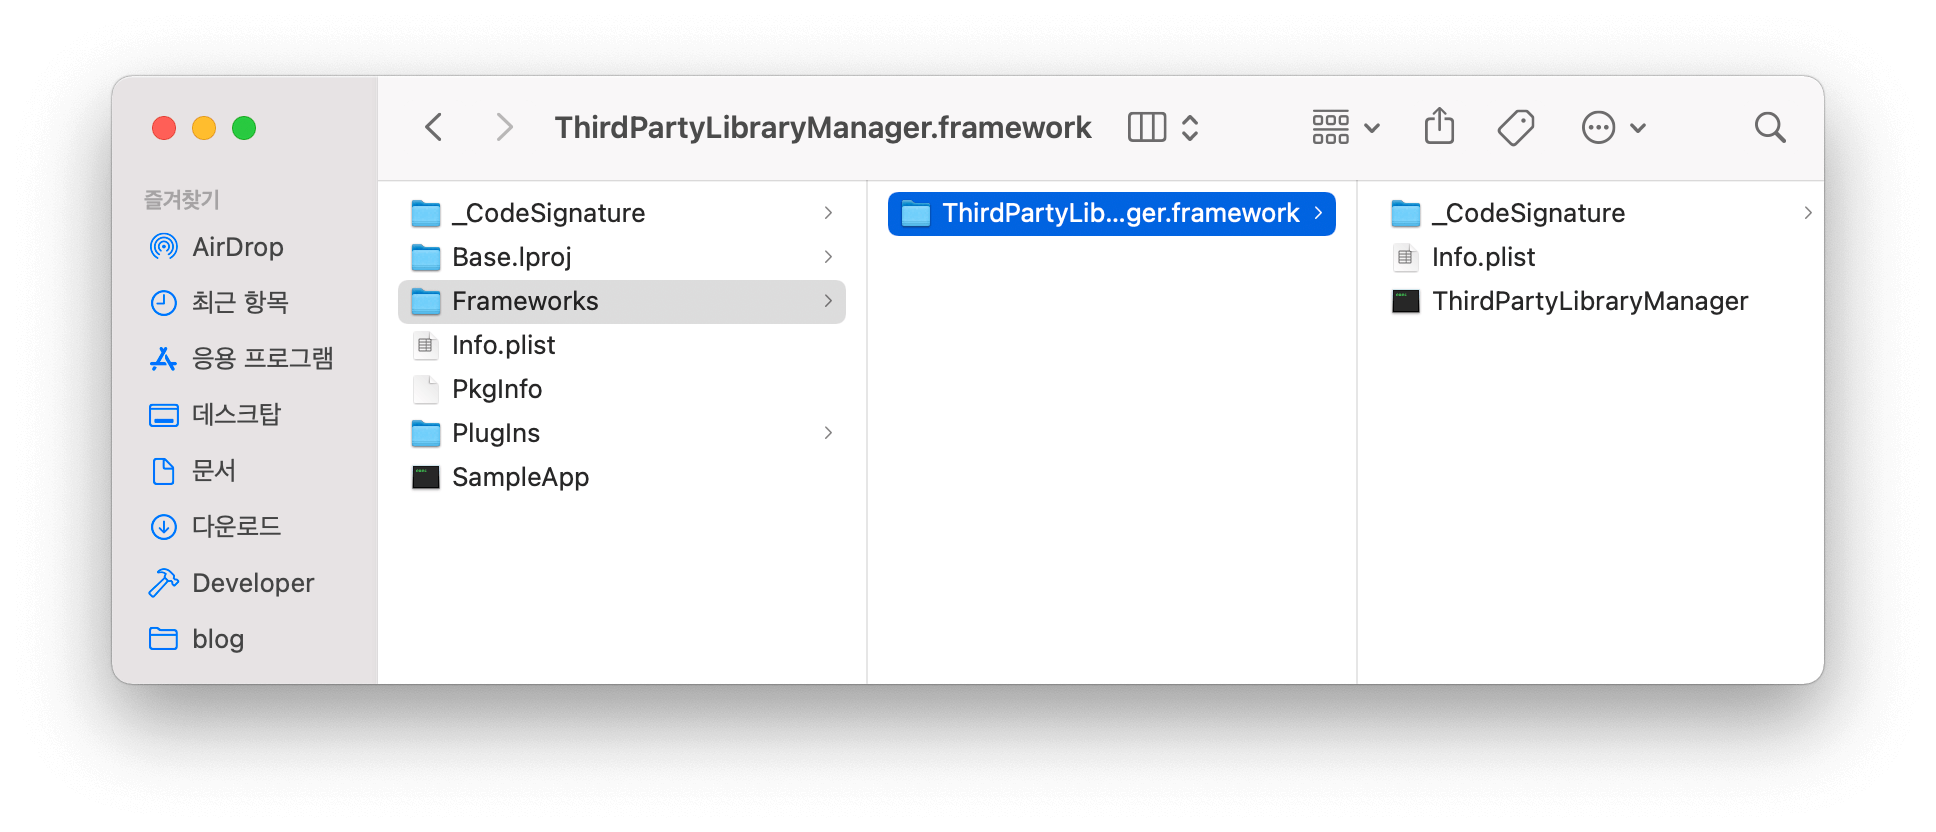 ThirdPartyLibraryManager.framework
즐겨찾기
AirDrop
최근 항목
응용 프로그램
데스크탑
문서
다운로드
Developer
blog
_CodeSignature
Base.lproj
Frameworks
Info.plist
PkgInfo
PlugIns
SampleApp
ThirdPartyLib...ger.framework
_CodeSignature
Info.plist
ThirdPartyLibraryManager